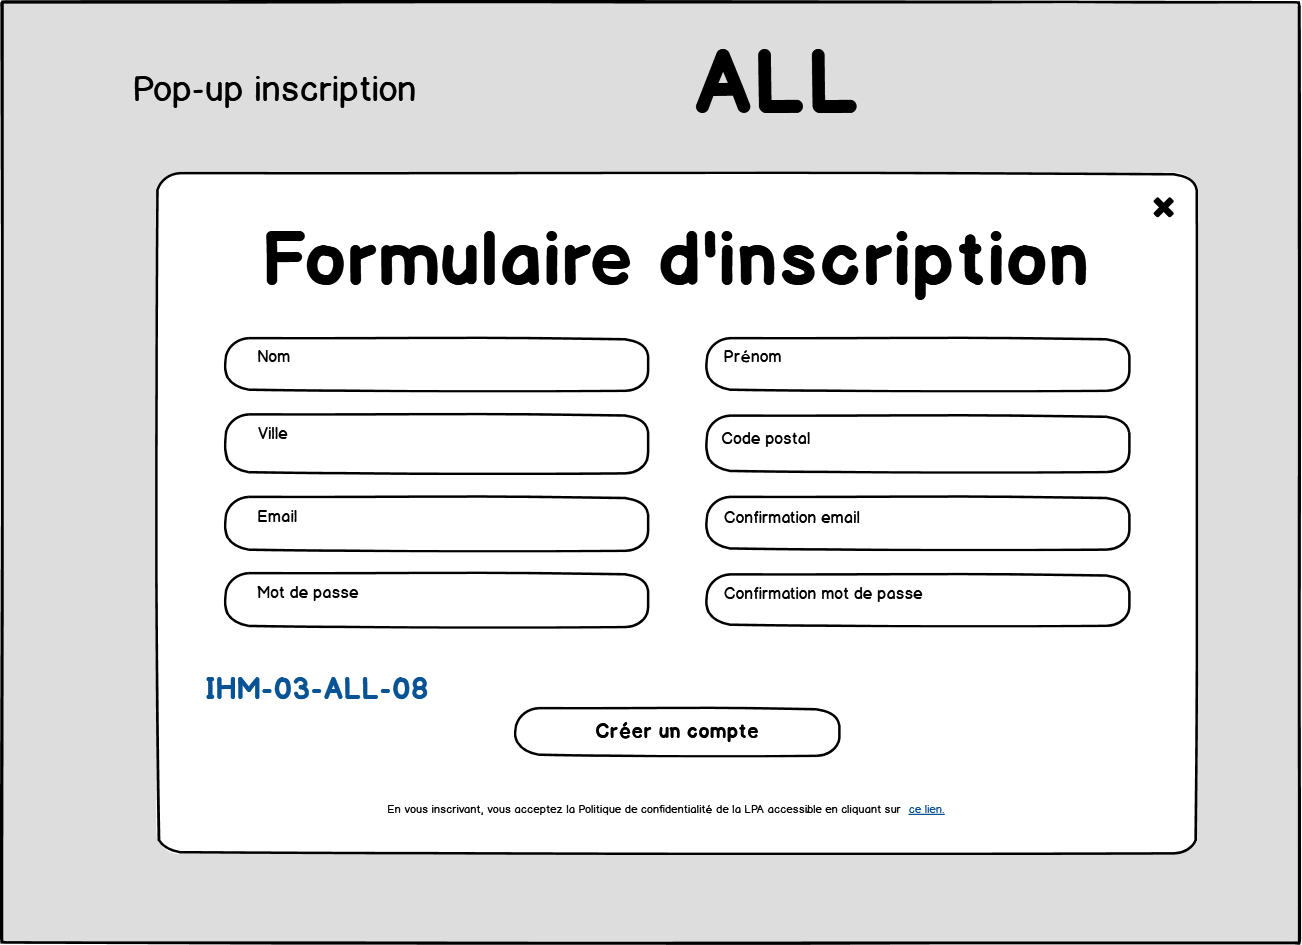 Pop-up inscription
ALL
Formulaire d'inscription
Nom
Prénom
Ville
Code postal
Email
Confirmation email
Mot de passe
Confirmation mot de passe
IHM-03-ALL-08
Créer un compte
En vous inscrivant, vous acceptez la Politique de confidentialité de la LPA accessible en cliquant sur ce lien.